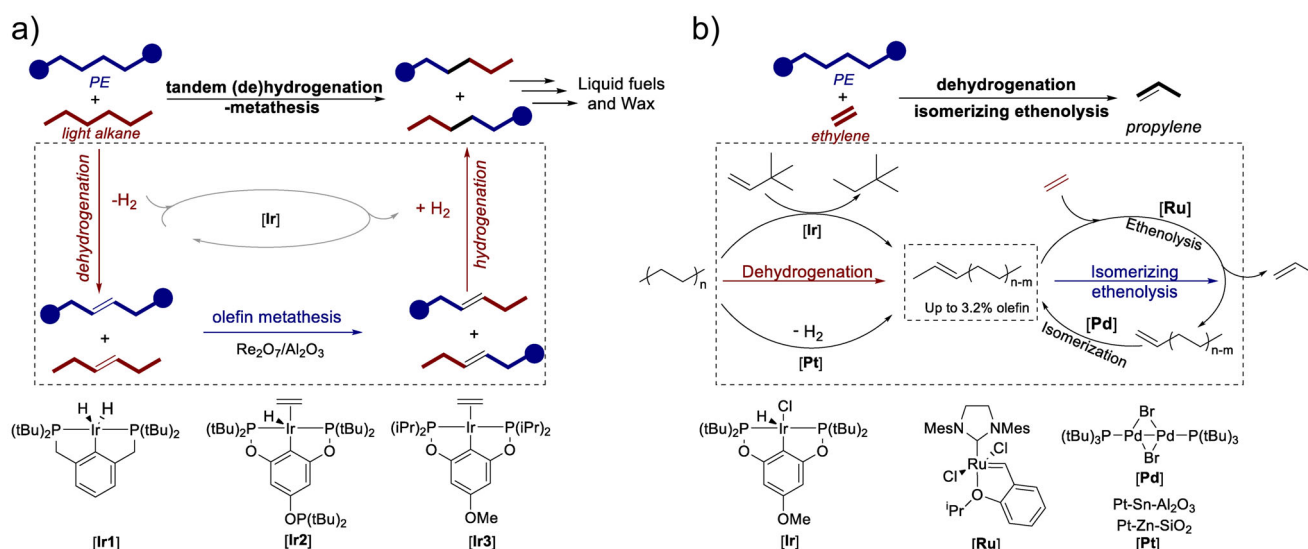 a)
PE
+
light alkane
tandem (de)hydrogenation
-metathesis
+
Liquid fuels
and Wax
dehydrogenation
-H2
[Ir]
+ H2
hydrogenation
+
olefin metathesis
Re2O7/Al2O3
+
H H
(tBu)2P Ir P(tBu)2
[Ir1]
H
(tBu)2P Ir P(tBu)2
O O
OP(tBu)2
[Ir2]
(iPr)2P Ir P(iPr)2
O O
OMe
[Ir3]
b)
PE
+
ethylene
dehydrogenation
isomerizing ethenolysis
propylene
[Ir]
n
Dehydrogenation
- H2
[Pt]
n-m
Up to 3.2% olefin
[Ru]
Ethenolysis
Isomerizing
ethenolysis
[Pd]
Isomerization
n-m
Cl
H
(tBu)2P Ir P(tBu)2
O O
OMe
[Ir]
MesN NMes
Cl
Ru
Cl
O
iPr
[Ru]
Br
(tBu)3P Pd Pd P(tBu)3
Br
[Pd]
Pt-Sn-Al2O3
Pt-Zn-SiO2
[Pt]